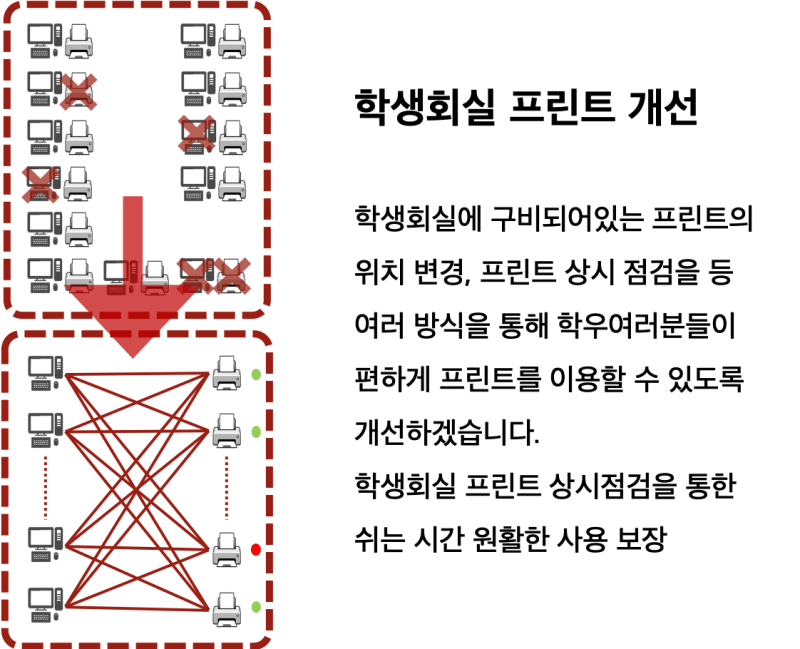 학생회실 프린트 개선
학생회실에 구비되어있는 프린트의
위치 변경, 프린트 상시 점검을 등
여러 방식을 통해 학우여러분들이
편하게 프린트를 이용할 수 있도록
개선하겠습니다.
학생회실 프린트 상시점검을 통한
쉬는 시간 원활한 사용 보장